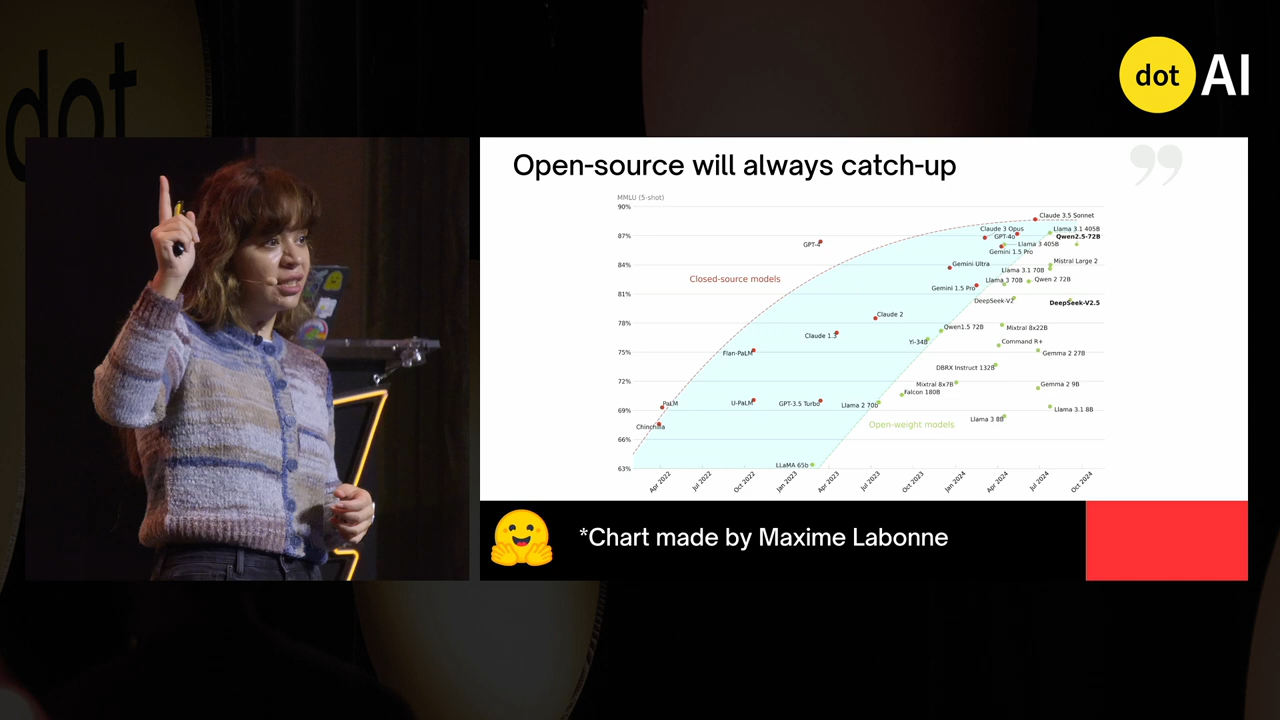 dot
dot AI
Open-source will always catch-up
MMLU (5-shot)
90%
87%
84%
81%
78%
75%
72%
69%
66%
63%
Closed-source models
Open-weight models
Claude 3.5 Sonnet
Claude 3 Opus
Llama 3.1 405B
GPT-4o
Qwen2.5-72B
GPT-4
Llama 3 405B
Gemini 1.5 Pro
Gemini Ultra
Mistral Large 2
Llama 3.1 70B
Llama 3 70B
Qwen 2 72B
Gemini 1.5 Pro
DeepSeek-V2
DeepSeek-V2.5
Claude 2
Claude 1.3
Qwen1.5 72B
Mixtral 8x22B
Yi-34B
Command R+
Flan-PaLM
Gemma 2 27B
DBRX Instruct 132B
Mixtral 8x7B
Gemma 2 9B
Falcon 180B
PaLM
U-PaLM
GPT-3.5 Turbo
Llama 2 70b
Llama 3.1 8B
Chinchilla
Llama 3 8B
LLaMA 65b
Apr 2022
Jul 2022
Oct 2022
Jan 2023
Apr 2023
Jul 2023
Oct 2023
Jan 2024
Apr 2024
Jul 2024
Oct 2024
*Chart made by Maxime Labonne